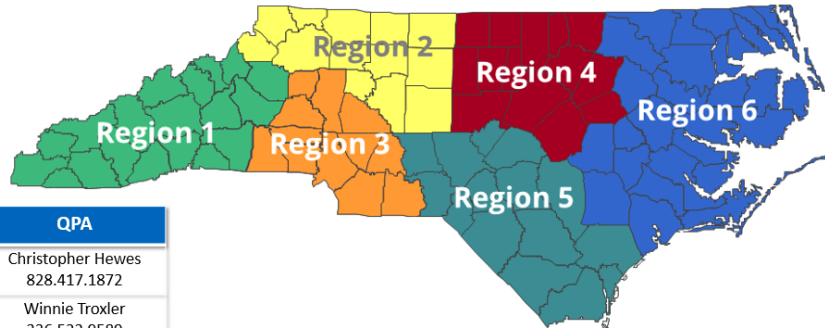 Region 2
Region 4
Region 6
Region 1
Region 3
Region 5
QPA
Christopher Hewes
828.417.1872
Winnie Troxler